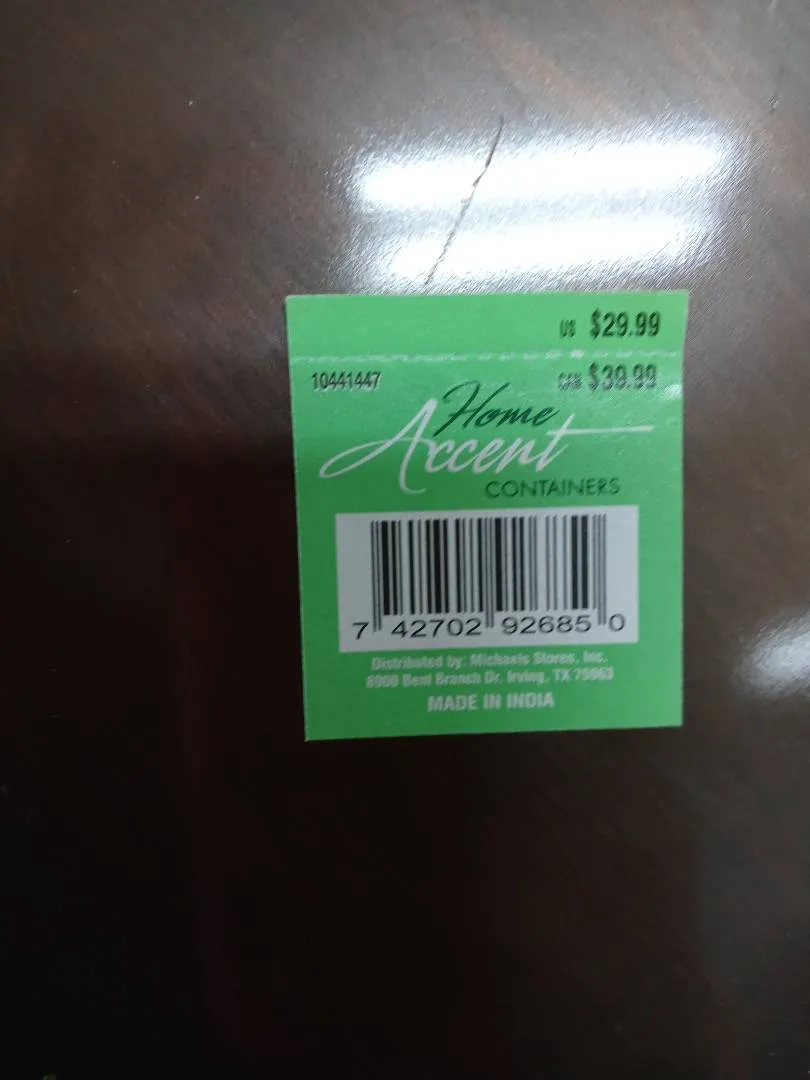 US $29.99
10441447 CAN $39.99
Home
Accent
CONTAINERS
7 42702 92685 0
Distributed by: Michaels Stores, Inc.
8000 Bent Branch Dr. Irving, TX 75063
MADE IN INDIA